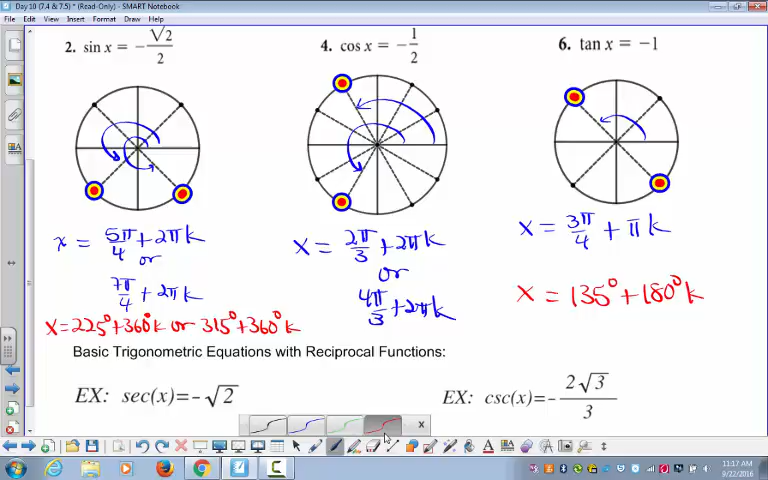 Day 10 (7.4 & 7.5) * [Read-Only] - SMART Notebook
File Edit View Insert Format Draw Help
2. sin x = -√2/2
4. cos x = -1/2
6. tan x = -1
x = 5π/4 + 2πk
or
7π/4 + 2πk
x = 225° + 360°k or 315° + 360°k
x = 2π/3 + 2πk
or
4π/3 + 2πk
x = 3π/4 + πk
x = 135° + 180°k
Basic Trigonometric Equations with Reciprocal Functions:
EX: sec(x)=-√2
EX: csc(x)=-2√3/3
11:17 AM
9/22/2016